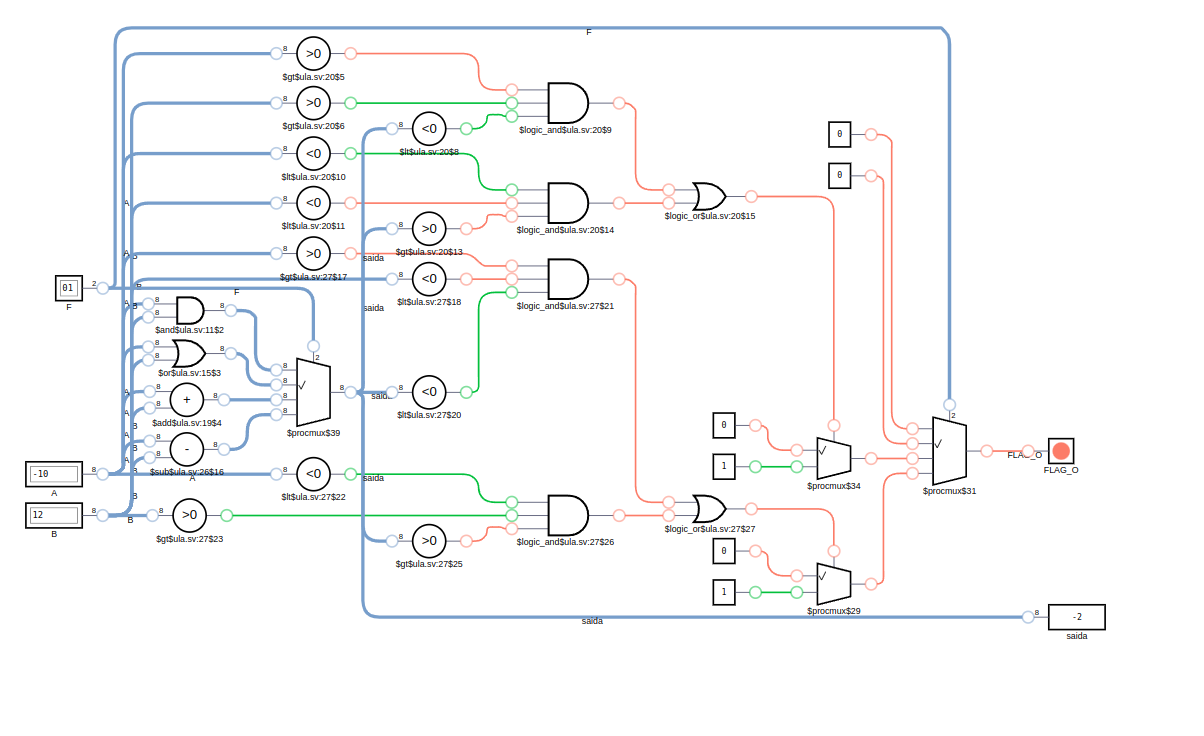 F
8
>0
$gt$ula.sv:20$5
8
>0
$gt$ula.sv:20$6
8
<0
$lt$ula.sv:20$8
$logic_and$ula.sv:20$9
0
8
<0
$lt$ula.sv:20$10
0
A
8
<0
$lt$ula.sv:20$11
8
>0
$gt$ula.sv:20$13
$logic_and$ula.sv:20$14
$logic_or$ula.sv:20$15
A
B
8
>0
$gt$ula.sv:27$17
saida
8
<0
$lt$ula.sv:27$18
$logic_and$ula.sv:27$21
01
2
F
F
saida
A
B
8
8
8
$and$ula.sv:11$2
8
8
8
$or$ula.sv:15$3
A
A
8
8
+
8
$add$ula.sv:19$4
B
A
B
8
8
-
8
$sub$ula.sv:26$16
A
B
2
8
8
8
8
8
$procmux$39
saida
8
<0
$lt$ula.sv:27$20
-10
8
A
A
8
<0
$lt$ula.sv:27$22
saida
12
8
B
B
B
8
>0
$gt$ula.sv:27$23
8
>0
$gt$ula.sv:27$25
$logic_and$ula.sv:27$26
$logic_or$ula.sv:27$27
0
1
$procmux$34
0
1
$procmux$29
2
$procmux$31
FLAG_O
FLAG_O
saida
8
-2
saida